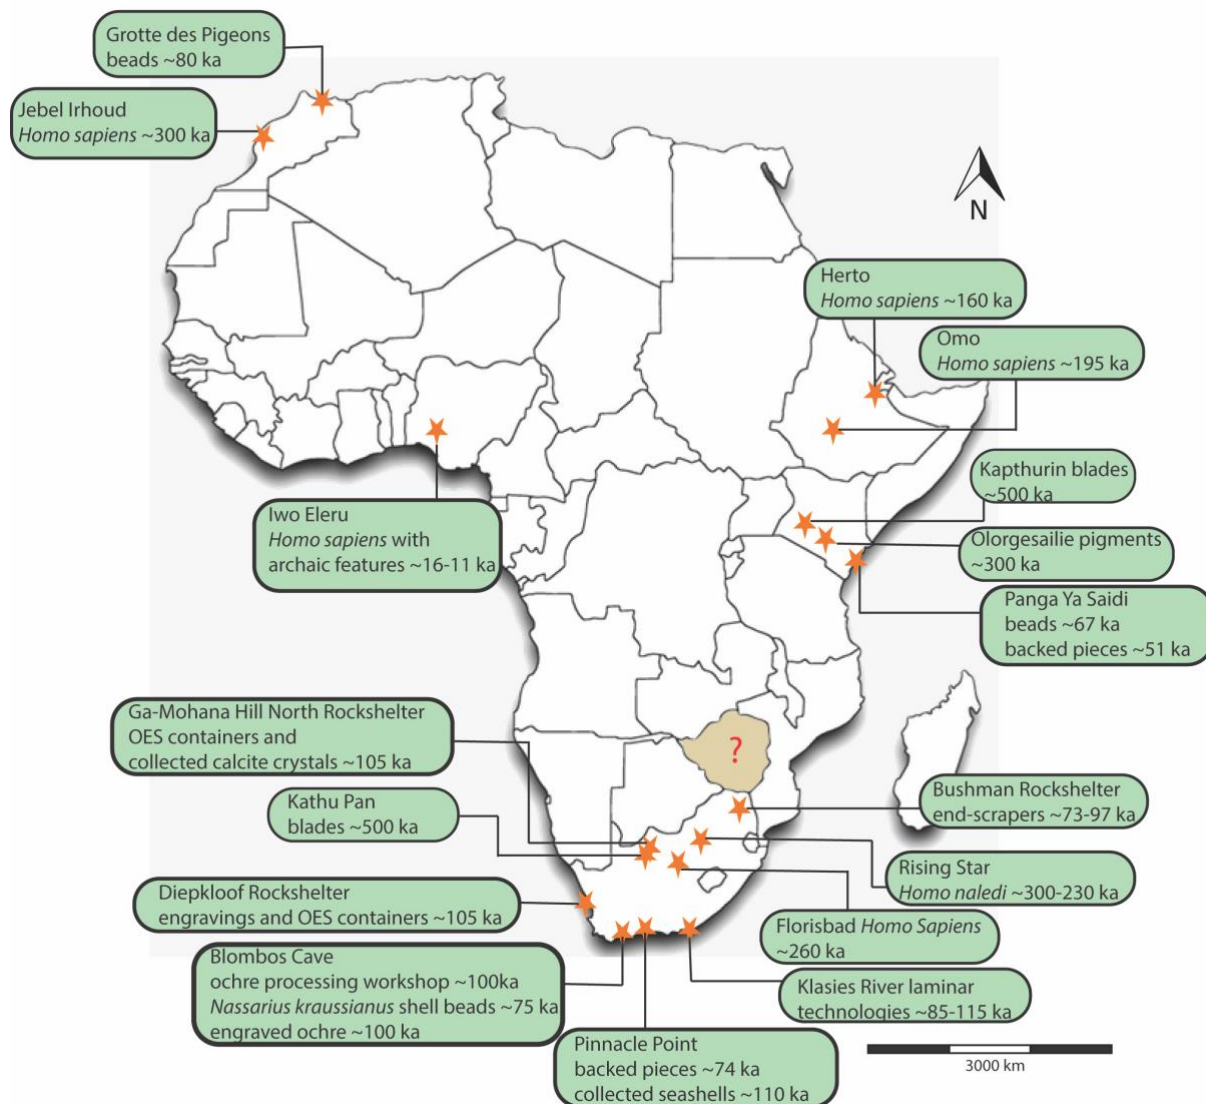 Grotte des Pigeons
beads ~80 ka
Jebel Irhoud
Homo sapiens ~300 ka
N
Herto
Homo sapiens ~160 ka
Omo
Homo sapiens ~195 ka
Kapthurin blades
~500 ka
Iwo Eleru
Homo sapiens with
archaic features ~16-11 ka
Olorgesailie pigments
~300 ka
Panga Ya Saidi
beads ~67 ka
backed pieces ~51 ka
Ga-Mohana Hill North Rockshelter
OES containers and
collected calcite crystals ~105 ka
?
Kathu Pan
blades ~500 ka
Bushman Rockshelter
end-scrapers ~73-97 ka
Rising Star
Homo naledi ~300-230 ka
Diepkloof Rockshelter
engravings and OES containers ~105 ka
Florisbad Homo Sapiens
~260 ka
Blombos Cave
ochre processing workshop ~100ka
Nassarius kraussianus shell beads ~75 ka
engraved ochre ~100 ka
Klasies River laminar
technologies ~85-115 ka
Pinnacle Point
backed pieces ~74 ka
collected seashells ~110 ka
3000 km